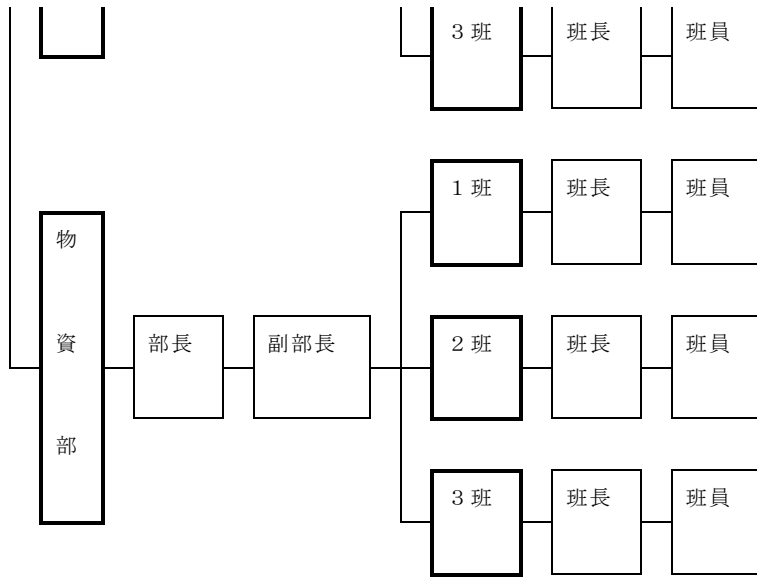 ３班 班長 班員
１班 班長 班員
物資部 部長 副部長 ２班 班長 班員
３班 班長 班員